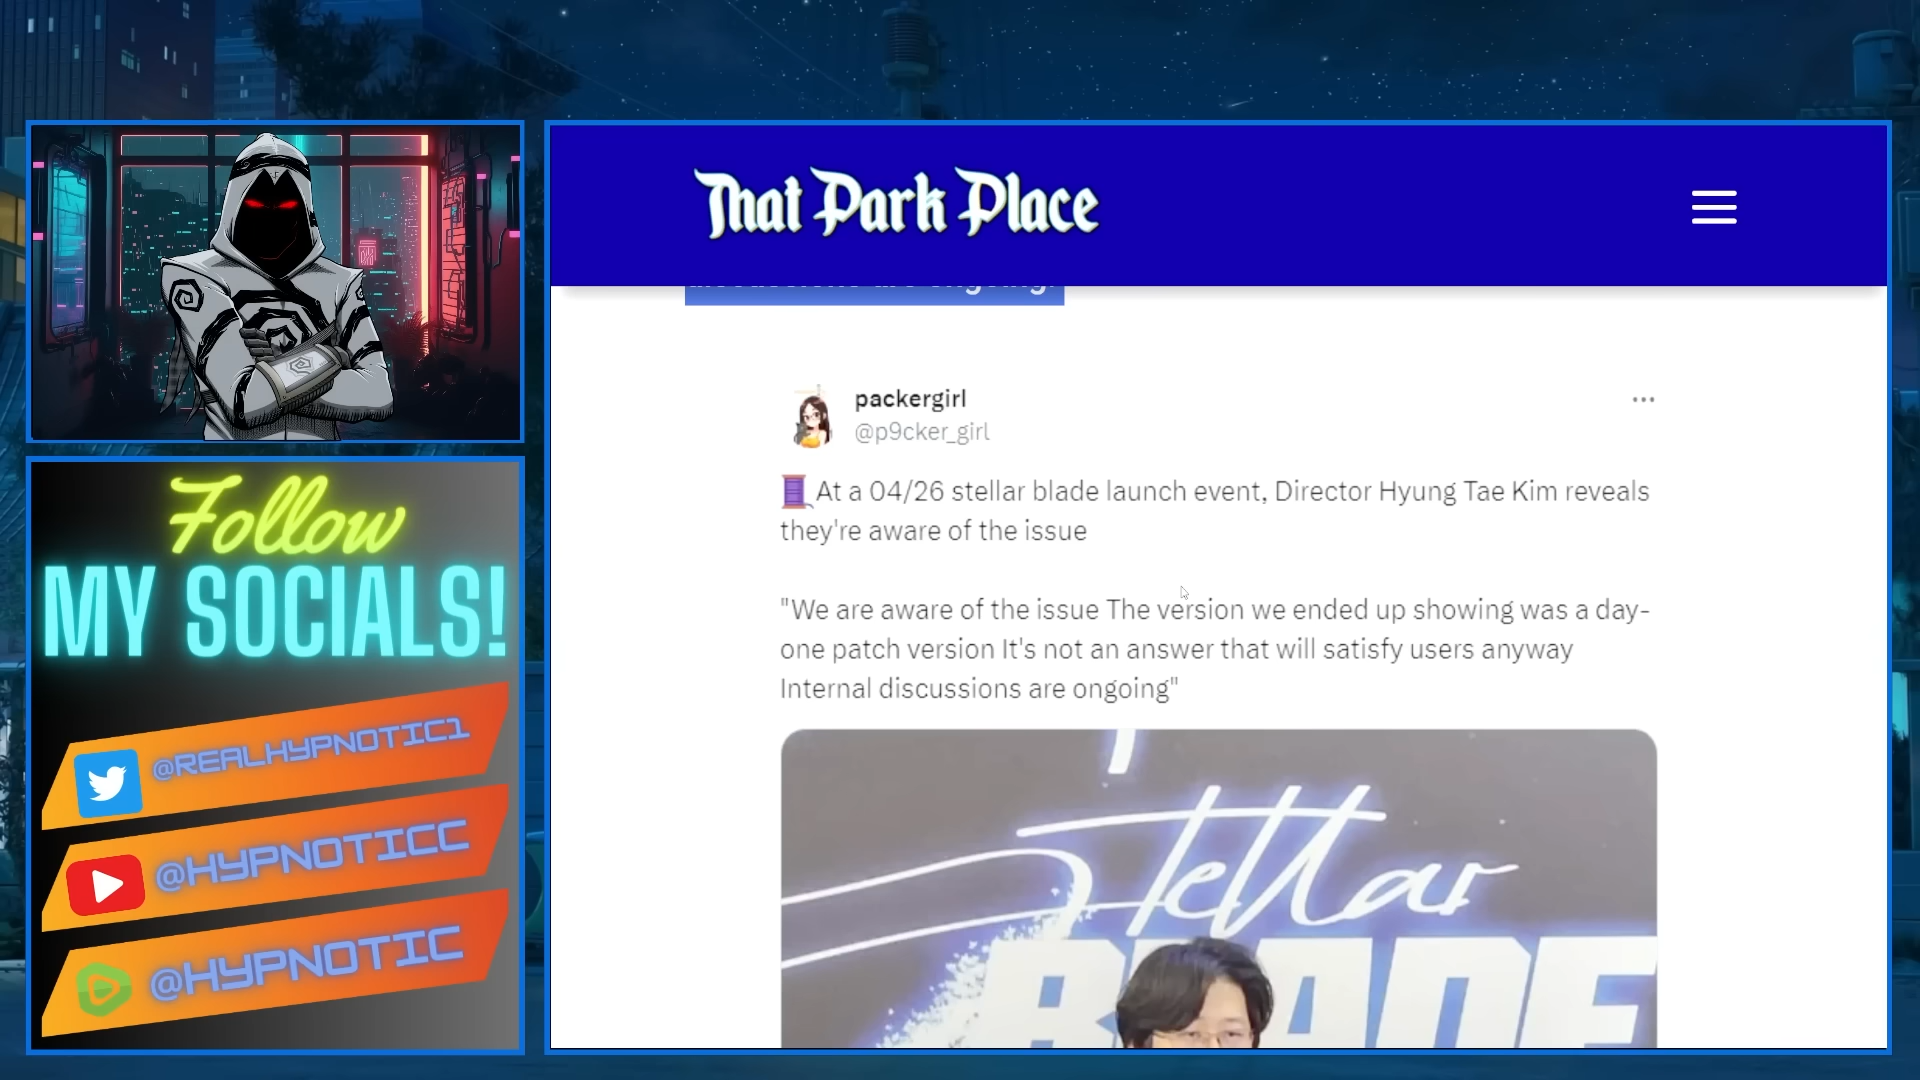 That Park Place
packergirl
@p9cker_girl
At a 04/26 stellar blade launch event, Director Hyung Tae Kim reveals
they're aware of the issue
"We are aware of the issue The version we ended up showing was a day-
one patch version It's not an answer that will satisfy users anyway
Internal discussions are ongoing"
Stellar
BLADE
Follow
MY SOCIALS!
@REALHYPNOTIC1
@HYPNOTICC
@HYPNOTIC